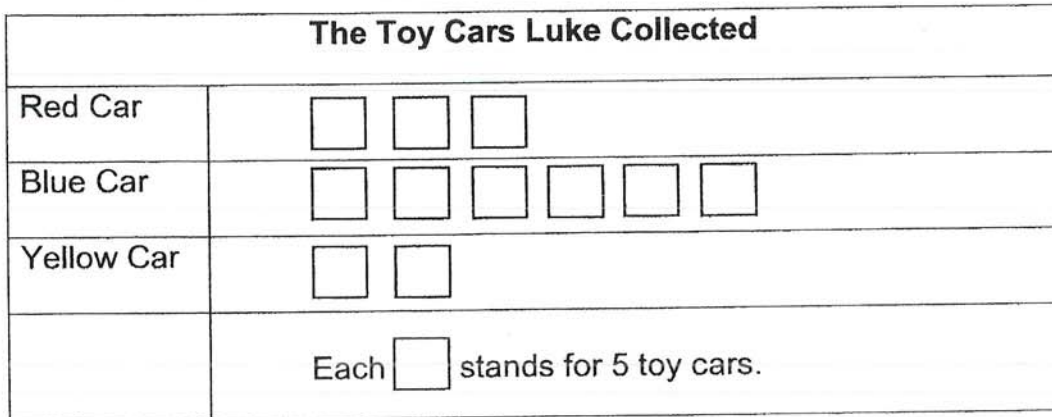 The Toy Cars Luke Collected
Red Car
Blue Car
Yellow Car
Each stands for 5 toy cars.